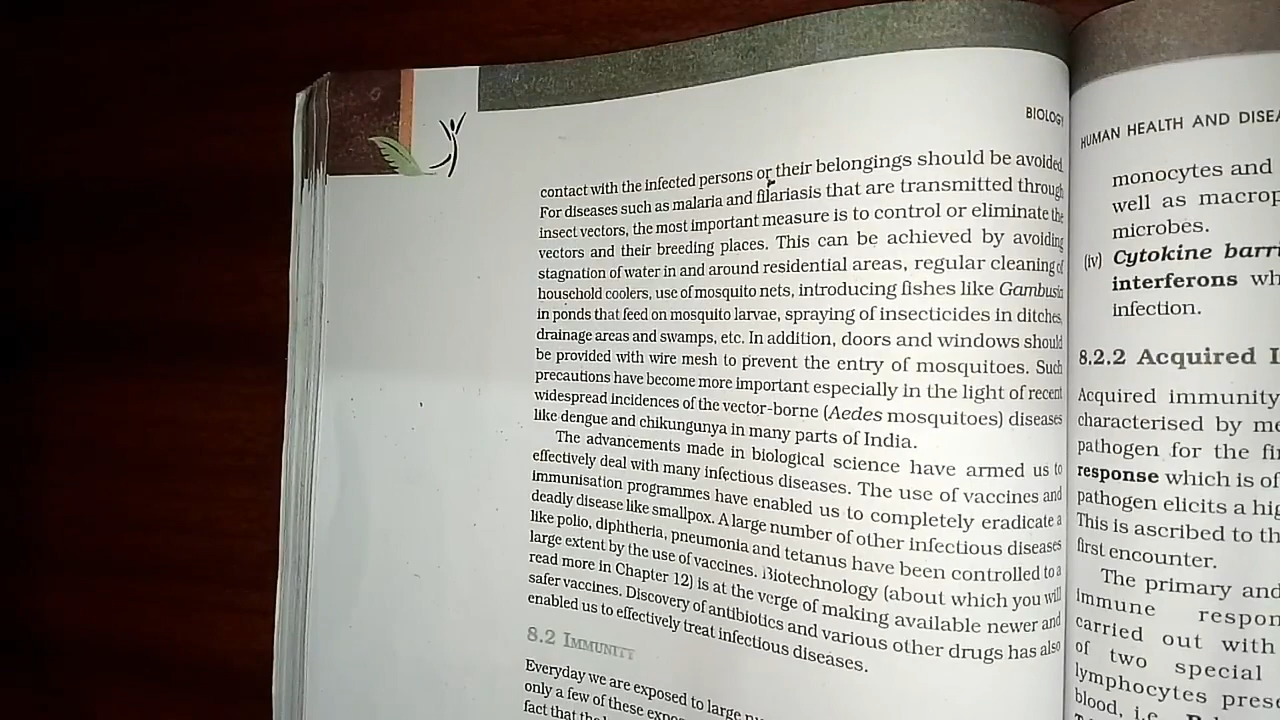 BIOLOGY
contact with the infected persons or their belongings should be avoided.
For diseases such as malaria and filariasis that are transmitted through
insect vectors, the most important measure is to control or eliminate the
vectors and their breeding places. This can be achieved by avoiding
stagnation of water in and around residential areas, regular cleaning of
household coolers, use of mosquito nets, introducing fishes like Gambusia
in ponds that feed on mosquito larvae, spraying of insecticides in ditches,
drainage areas and swamps, etc. In addition, doors and windows should
be provided with wire mesh to prevent the entry of mosquitoes. Such
precautions have become more important especially in the light of recent
widespread incidences of the vector-borne (Aedes mosquitoes) diseases
like dengue and chikungunya in many parts of India.
The advancements made in biological science have armed us to
effectively deal with many infectious diseases. The use of vaccines and
immunisation programmes have enabled us to completely eradicate a
deadly disease like smallpox. A large number of other infectious diseases
like polio, diphtheria, pneumonia and tetanus have been controlled to a
large extent by the use of vaccines. Biotechnology (about which you will
read more in Chapter 12) is at the verge of making available newer and
safer vaccines. Discovery of antibiotics and various other drugs has also
enabled us to effectively treat infectious diseases.
8.2 IMMUNITY
Everyday we are exposed to large
only a few of these
fact that
HUMAN HEALTH AND
monocytes and
well as
microbes.
(iv) Cytokine
interferons
infection.
8.2.2 Acquired
Acquired immunity
characterised by
pathogen for the
response which is
pathogen elicits a
This is ascribed to
first encounter.
The primary and
immune
carried out with
of two special
lymphocytes
blood,